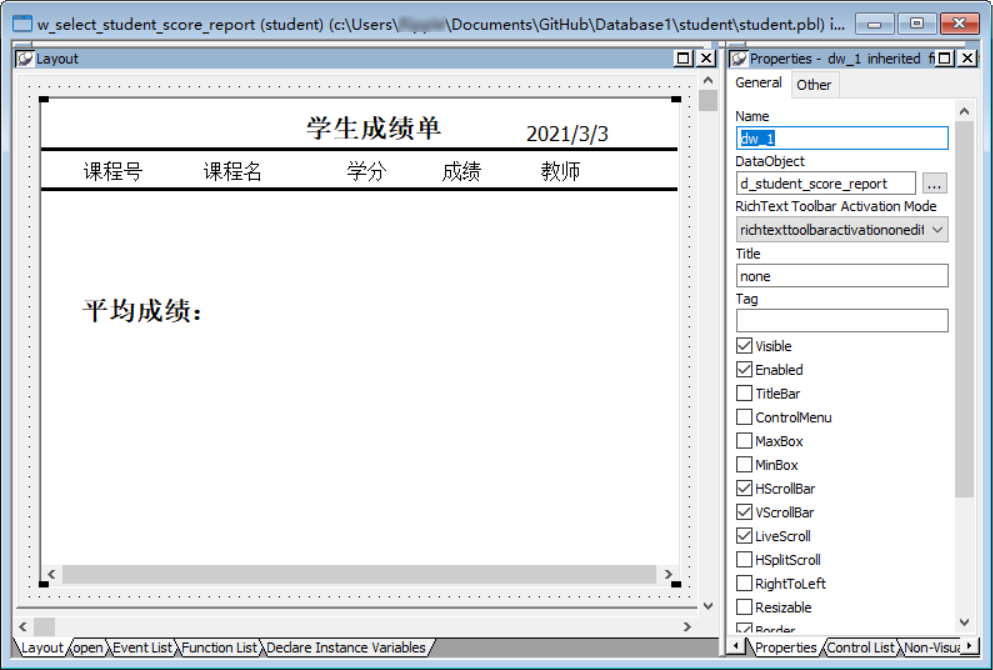 w_select_student_score_report (student) (c:\Users\ \Documents\GitHub\Database1\student\student.pbl) i...
Layout
学生成绩单 2021/3/3
课程号 课程名 学分 成绩 教师
平均成绩：
Layout open Event List Function List Declare Instance Variables
Properties - dw_1 inherited f
General Other
Name
dw_1
DataObject
d_student_score_report ...
RichText Toolbar Activation Mode
richtexttoolbaractivationonedit
Title
none
Tag
Visible
Enabled
TitleBar
ControlMenu
MaxBox
MinBox
HScrollBar
VScrollBar
LiveScroll
HSplitScroll
RightToLeft
Resizable
Border
Properties Control List Non-Visua